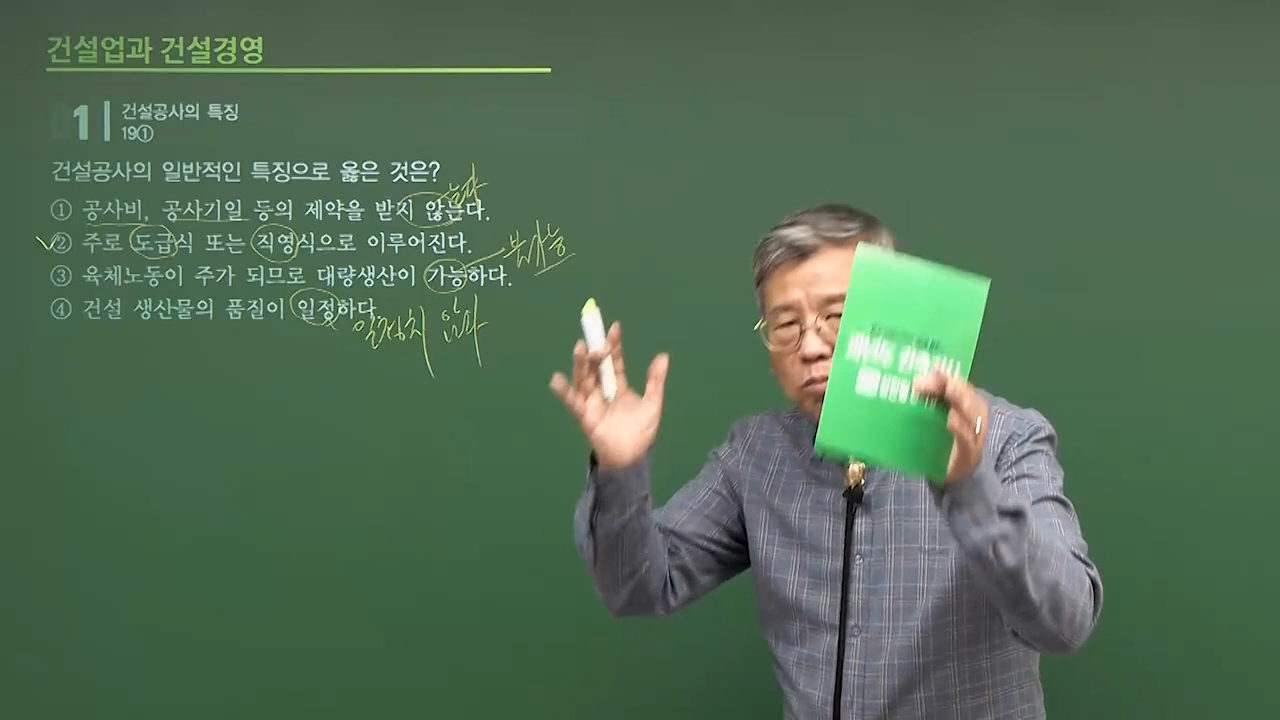 건설업과 건설경영
01 건설공사의 특징
19①
건설공사의 일반적인 특징으로 옳은 것은?
① 공사비, 공사기일 등의 제약을 받지 않는다.
② 주로 도급식 또는 직영식으로 이루어진다.
불가능
③ 육체노동이 주가 되므로 대량생산이 가능하다.
④ 건설 생산물의 품질이 일정하다
일정치 않다